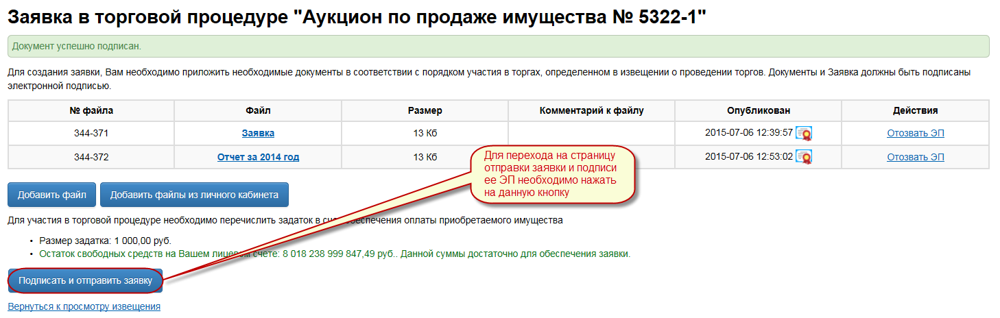 Заявка в торговой процедуре "Аукцион по продаже имущества № 5322-1"
Документ успешно подписан.
Для создания заявки, Вам необходимо приложить необходимые документы в соответствии с порядком участия в торгах, определенном в извещении о проведении торгов. Документы и Заявка должны быть подписаны
электронной подписью.
№ файла Файл Размер Комментарий к файлу Опубликован Действия
344-371 Заявка 13 Кб 2015-07-06 12:39:57 Отозвать ЭП
344-372 Отчет за 2014 год 13 Кб 2015-07-06 12:53:02 Отозвать ЭП
Для перехода на страницу
отправки заявки и подписи
ее ЭП необходимо нажать
на данную кнопку
Добавить файл Добавить файлы из личного кабинета
Для участия в торговой процедуре необходимо перечислить задаток в счет обеспечения оплаты приобретаемого имущества
• Размер задатка: 1 000,00 руб.
• Остаток свободных средств на Вашем лицевом счете: 8 018 238 999 847,49 руб.. Данной суммы достаточно для обеспечения заявки.
Подписать и отправить заявку
Вернуться к просмотру извещения